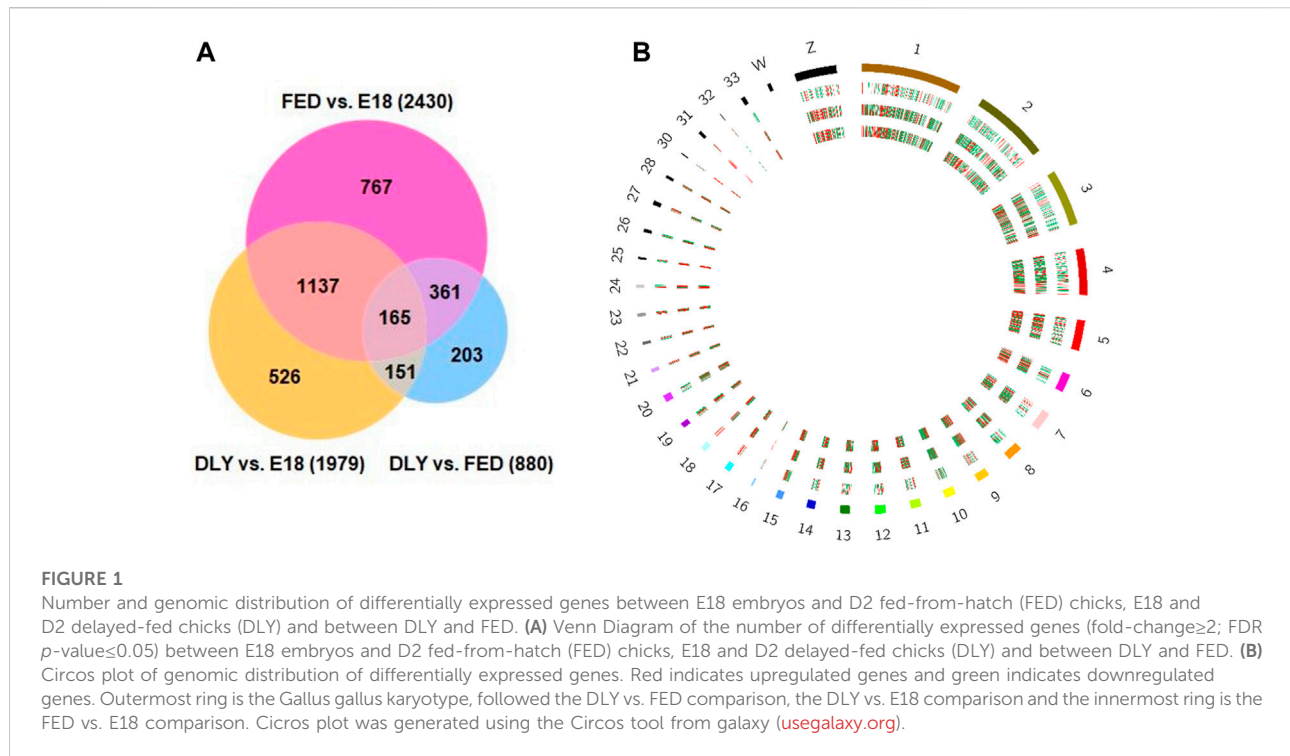 A
B
FED vs. E18 (2430)
767
1137
361
165
203
526
151
DLY vs. E18 (1979)
DLY vs. FED (880)
Z
1
2
3
4
5
6
7
8
9
10
11
12
13
14
15
16
17
18
19
20
21
22
23
24
25
26
27
28
30
31
32
33
W
FIGURE 1
Number and genomic distribution of differentially expressed genes between E18 embryos and D2 fed-from-hatch (FED) chicks, E18 and
D2 delayed-fed chicks (DLY) and between DLY and FED. (A) Venn Diagram of the number of differentially expressed genes (fold-change≥2; FDR
p-value≤0.05) between E18 embryos and D2 fed-from-hatch (FED) chicks, E18 and D2 delayed-fed chicks (DLY) and between DLY and FED. (B)
Circos plot of genomic distribution of differentially expressed genes. Red indicates upregulated genes and green indicates downregulated
genes. Outermost ring is the Gallus gallus karyotype, followed the DLY vs. FED comparison, the DLY vs. E18 comparison and the innermost ring is the
FED vs. E18 comparison. Cicros plot was generated using the Circos tool from galaxy (usegalaxy.org).